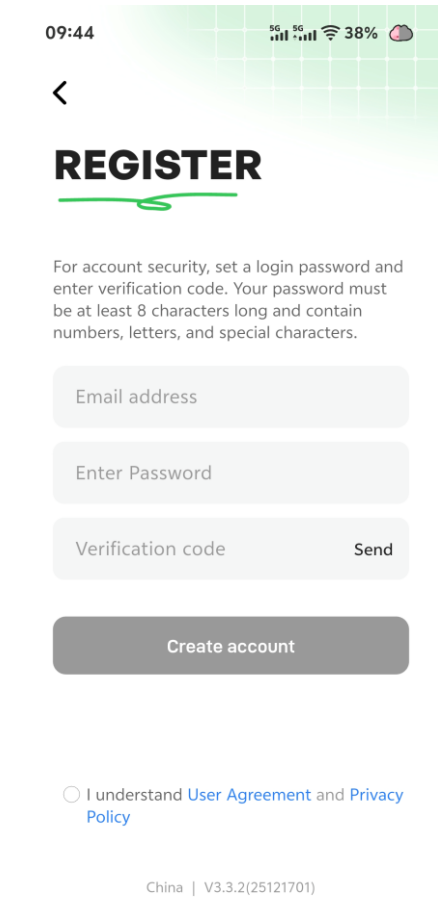 09:44
5G 5G 38%
REGISTER
For account security, set a login password and
enter verification code. Your password must
be at least 8 characters long and contain
numbers, letters, and special characters.
Email address
Enter Password
Verification code Send
Create account
I understand User Agreement and Privacy
Policy
China | V3.3.2(25121701)